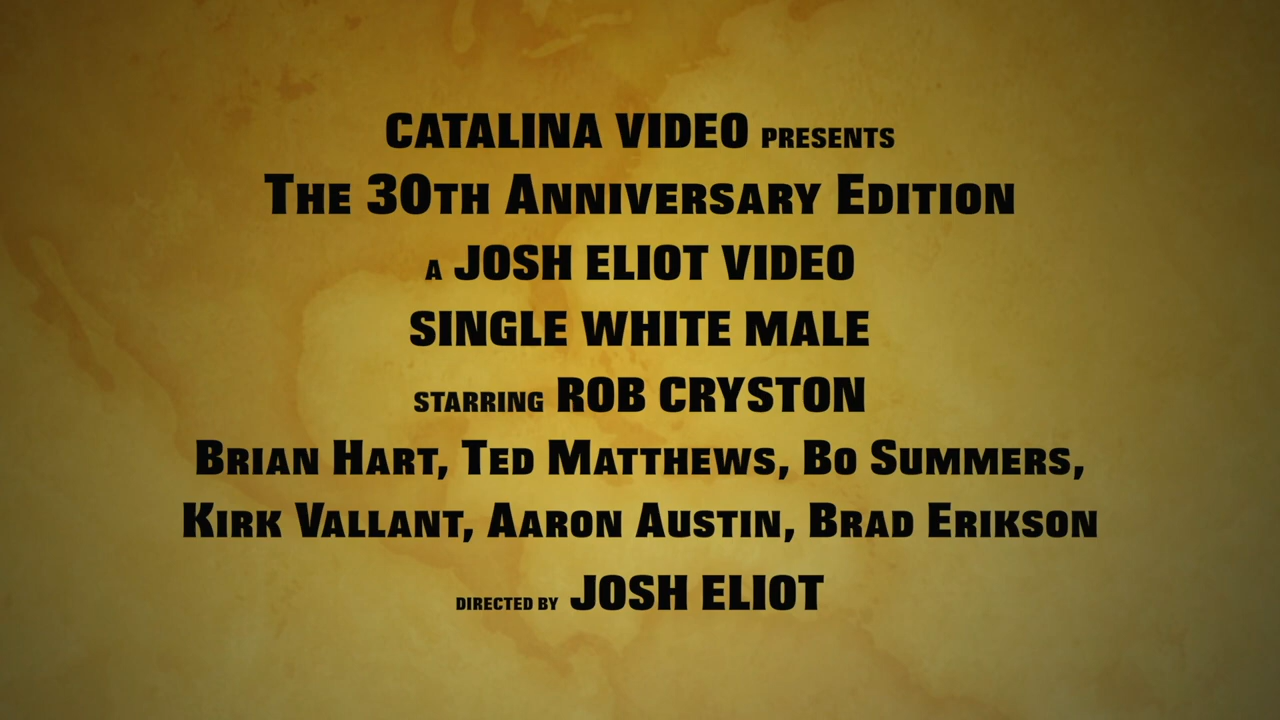 CATALINA VIDEO PRESENTS
THE 30TH ANNIVERSARY EDITION
A JOSH ELIOT VIDEO
SINGLE WHITE MALE
STARRING ROB CRYSTON
BRIAN HART, TED MATTHEWS, BO SUMMERS,
KIRK VALLANT, AARON AUSTIN, BRAD ERIKSON
DIRECTED BY JOSH ELIOT